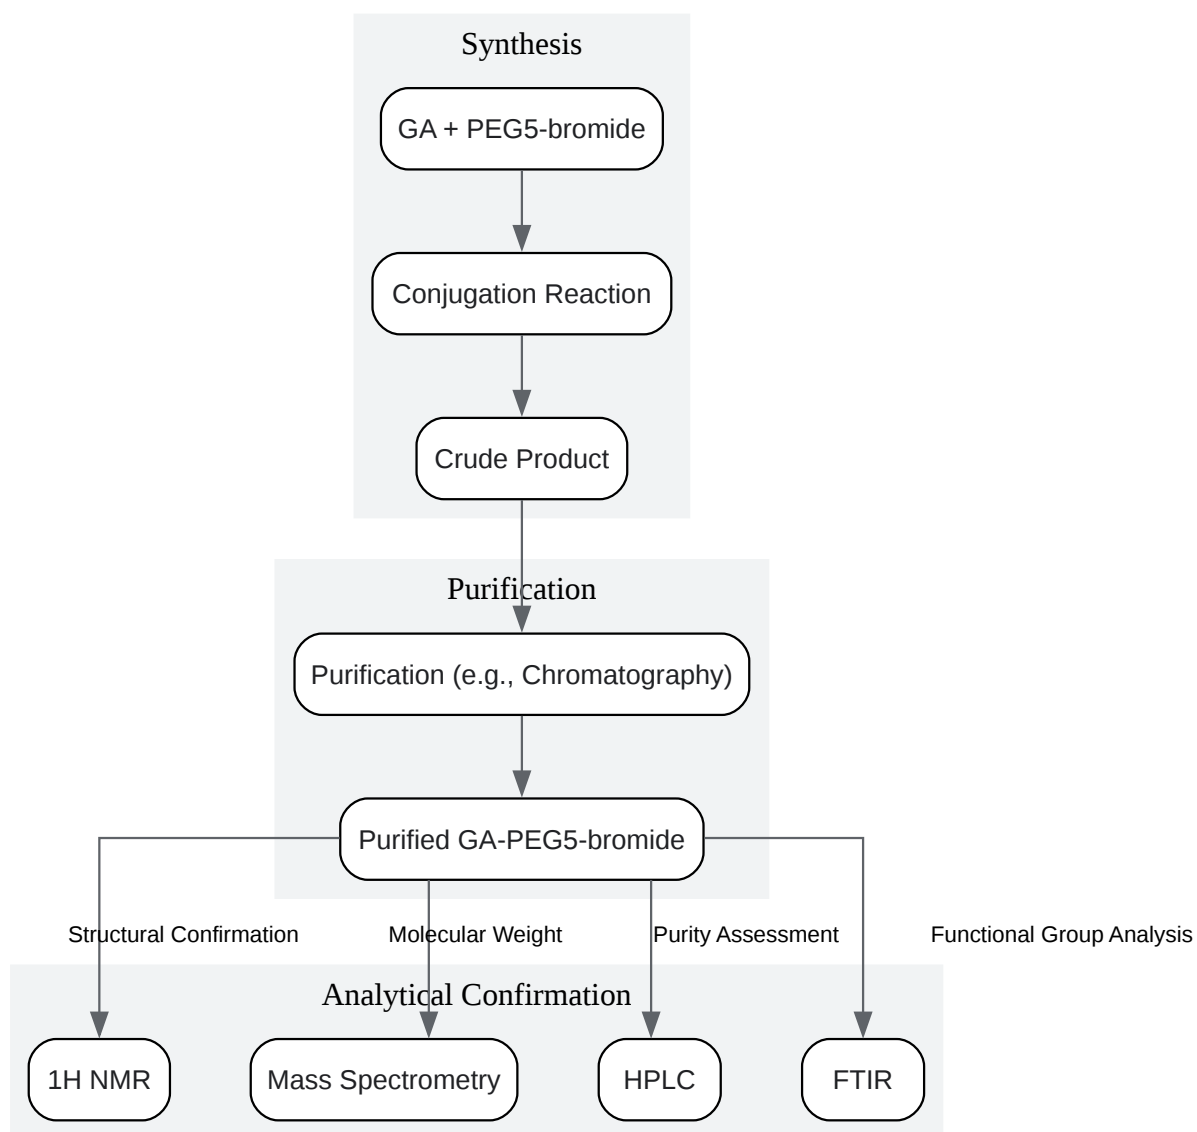 Synthesis
GA + PEG5-bromide
Conjugation Reaction
Crude Product
Purification
Purification (e.g., Chromatography)
Purified GA-PEG5-bromide
Structural Confirmation
Molecular Weight
Purity Assessment
Functional Group Analysis
Analytical Confirmation
1H NMR
Mass Spectrometry
HPLC
FTIR